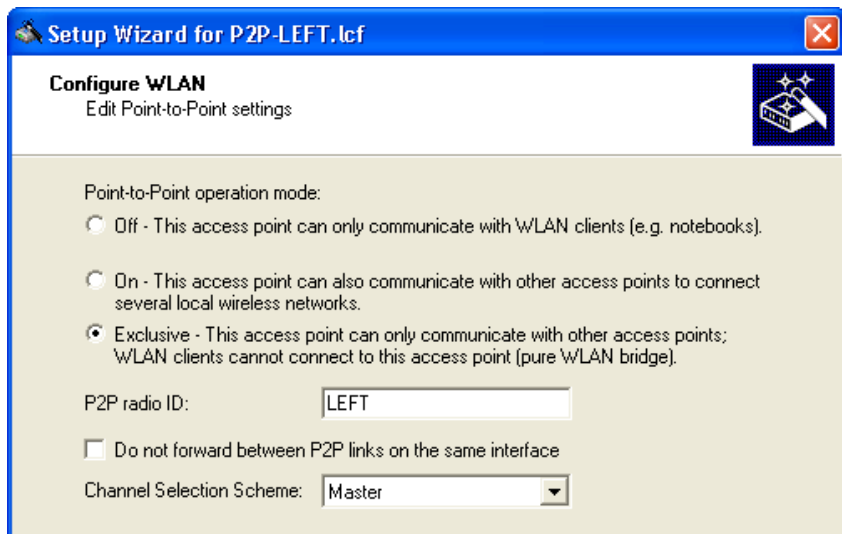 Setup Wizard for P2P-LEFT.lcf
Configure WLAN
Edit Point-to-Point settings
Point-to-Point operation mode:
Off - This access point can only communicate with WLAN clients (e.g. notebooks).
On - This access point can also communicate with other access points to connect
several local wireless networks.
Exclusive - This access point can only communicate with other access points;
WLAN clients cannot connect to this access point (pure WLAN bridge).
P2P radio ID: LEFT
Do not forward between P2P links on the same interface
Channel Selection Scheme: Master